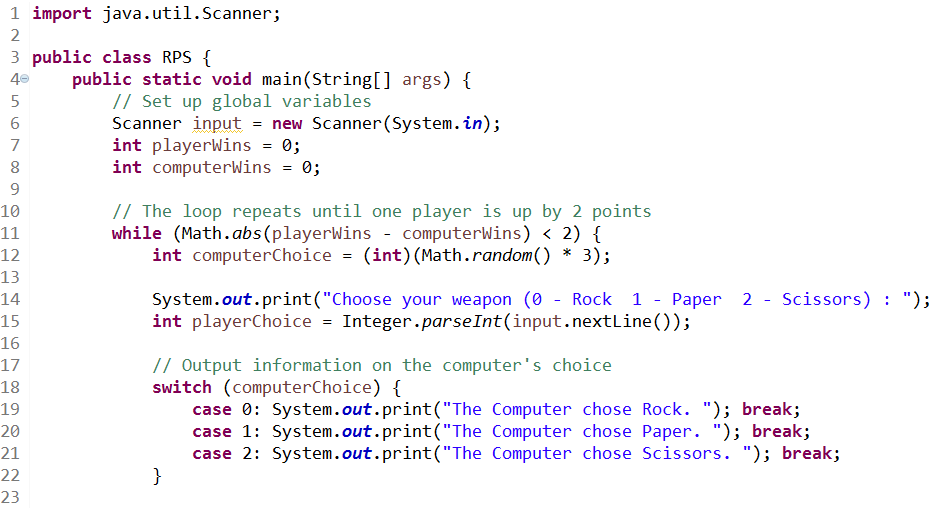 1 import java.util.Scanner;
2
3 public class RPS {
4 public static void main(String[] args) {
5 // Set up global variables
6 Scanner input = new Scanner(System.in);
7 int playerWins = 0;
8 int computerWins = 0;
9
10 // The loop repeats until one player is up by 2 points
11 while (Math.abs(playerWins - computerWins) < 2) {
12 int computerChoice = (int)(Math.random() * 3);
13
14 System.out.print("Choose your weapon (0 - Rock  1 - Paper  2 - Scissors) : ");
15 int playerChoice = Integer.parseInt(input.nextLine());
16
17 // Output information on the computer's choice
18 switch (computerChoice) {
19 case 0: System.out.print("The Computer chose Rock. "); break;
20 case 1: System.out.print("The Computer chose Paper. "); break;
21 case 2: System.out.print("The Computer chose Scissors. "); break;
22 }
23